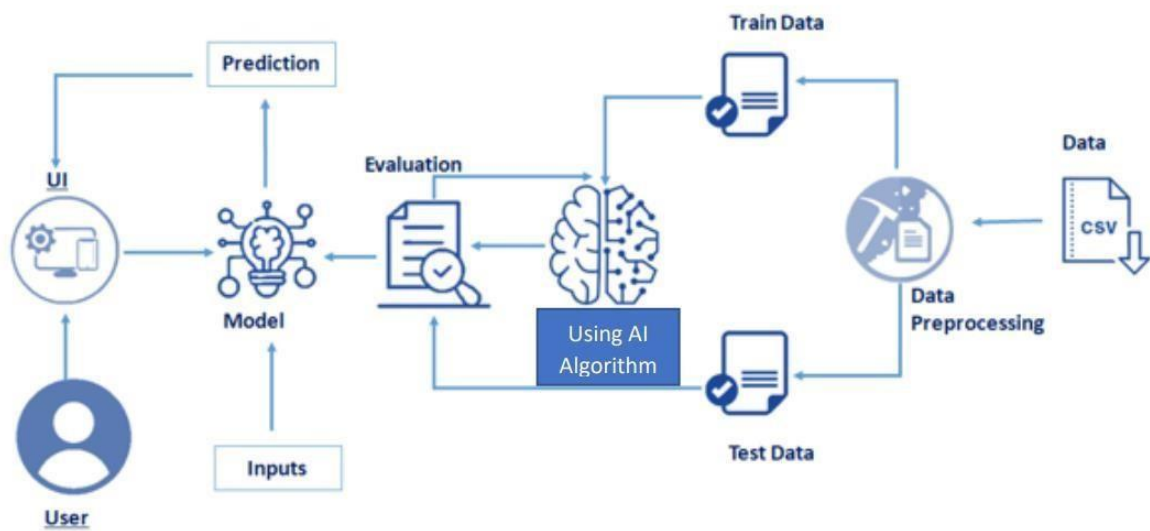 Train Data
Prediction
Data
Evaluation
UI
CSV
Data
Preprocessing
Model
Using AI
Algorithm
Inputs
Test Data
User